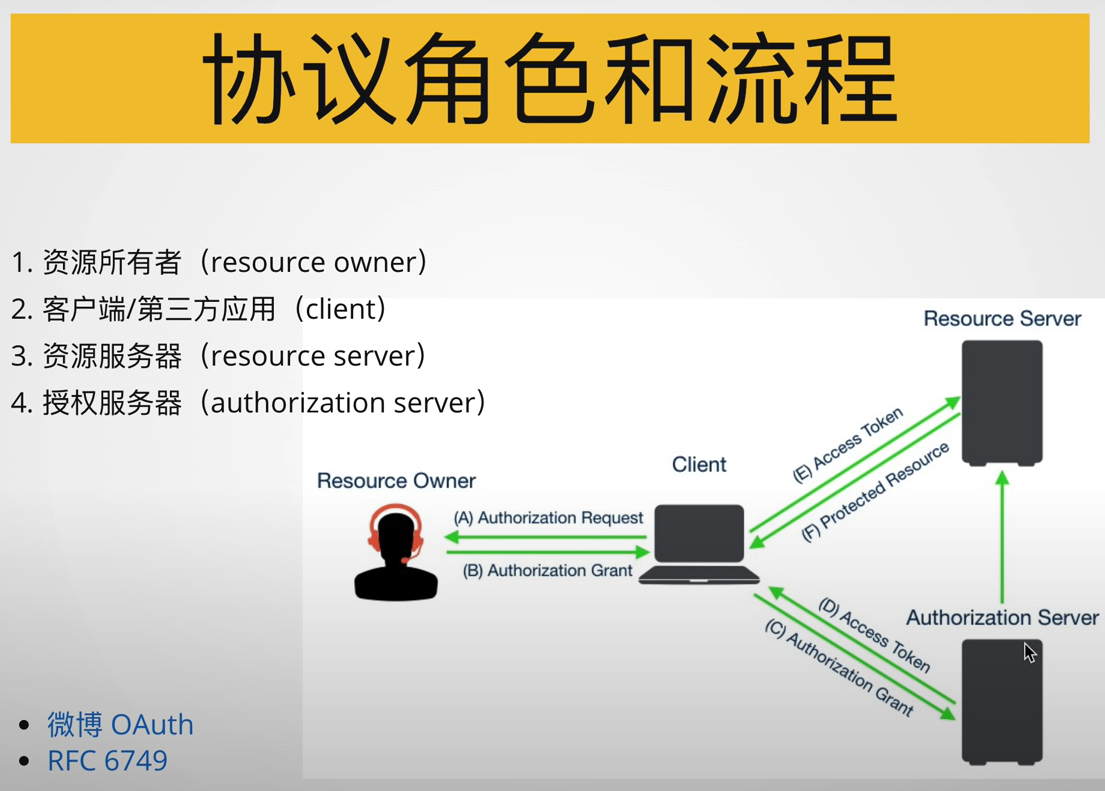 协议角色和流程
1. 资源所有者（resource owner）
2. 客户端/第三方应用（client）
3. 资源服务器（resource server）
4. 授权服务器（authorization server）
Resource Server
(E) Access Token
(F) Protected Resource
Client
Resource Owner
(A) Authorization Request
(B) Authorization Grant
(D) Access Token
(C) Authorization Grant
Authorization Server
• 微博 OAuth
• RFC 6749